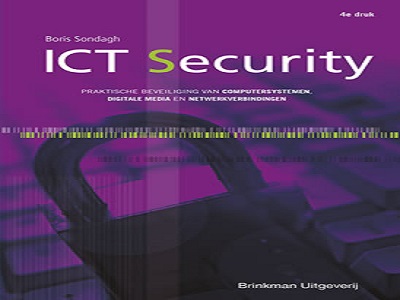 4e druk
Boris Sondagh
ICT Security
PRAKTISCHE BEVEILIGING VAN COMPUTERSYSTEMEN,
DIGITALE MEDIA EN NETWERKVERBINDINGEN
Brinkman Uitgeverij